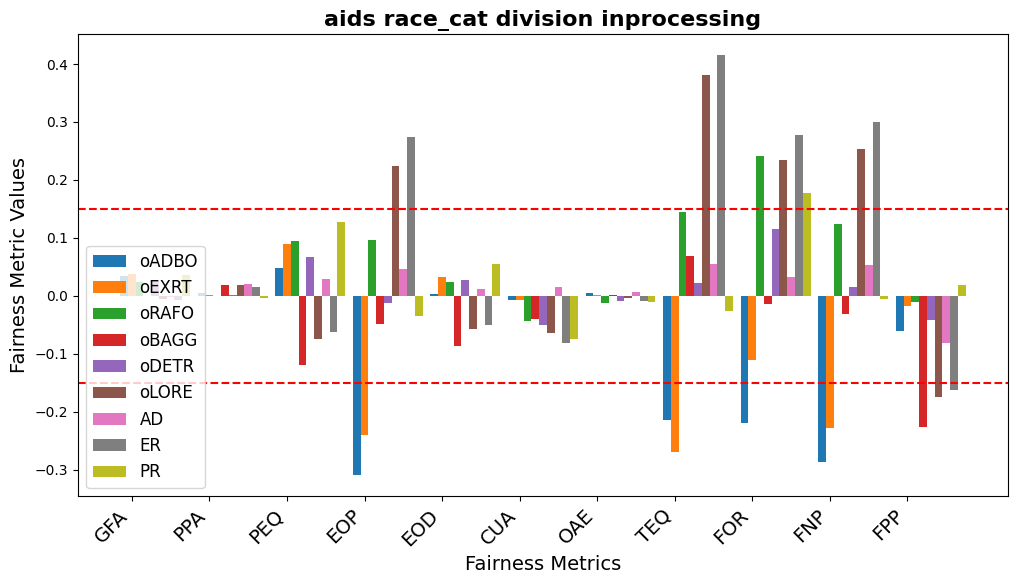 aids race_cat division inprocessing
Fairness Metric Values
0.4
0.3
0.2
0.1
0.0
−0.1
−0.2
−0.3
oADBO
oEXRT
oRAFO
oBAGG
oDETR
oLORE
AD
ER
PR
GFA
PPA
PEQ
EOP
EOD
CUA
OAE
TEQ
FOR
FNP
FPP
Fairness Metrics